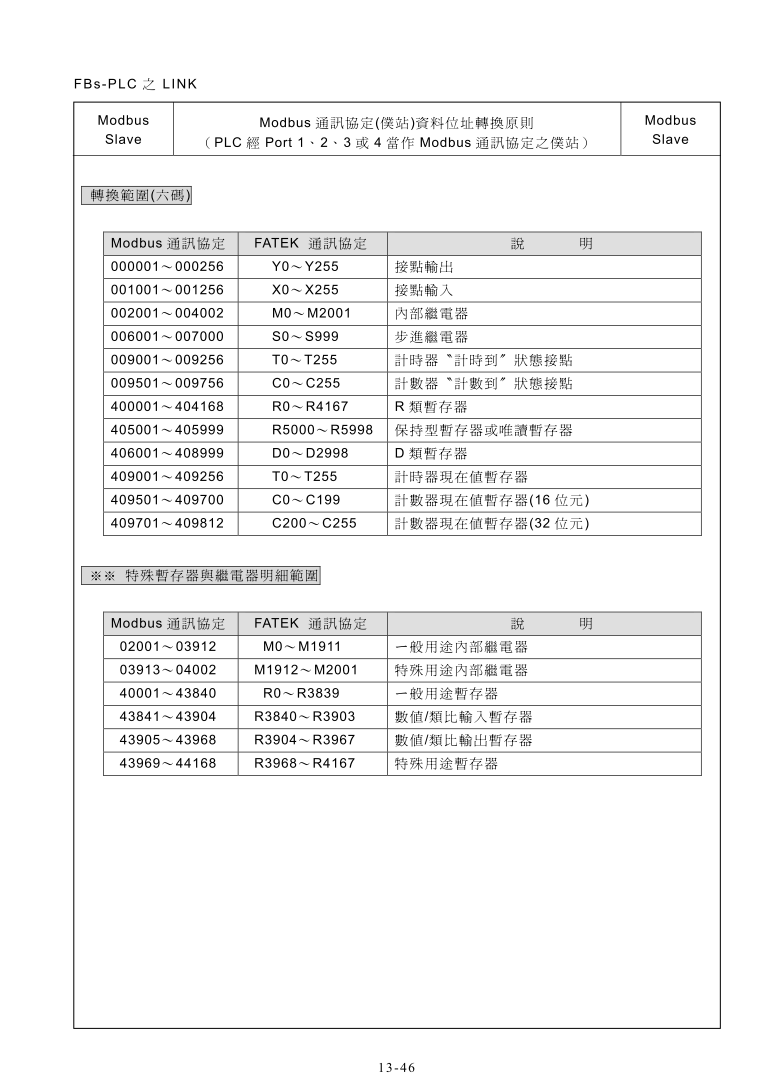 FBs-PLC 之 LINK
Modbus Slave
Modbus 通訊協定(僕站)資料位址轉換原則
（PLC 經 Port 1、2、3 或 4 當作 Modbus 通訊協定之僕站）
Modbus Slave
轉換範圍(六碼)
Modbus 通訊協定 FATEK 通訊協定 說 明
000001～000256 Y0～Y255 接點輸出
001001～001256 X0～X255 接點輸入
002001～004002 M0～M2001 內部繼電器
006001～007000 S0～S999 步進繼電器
009001～009256 T0～T255 計時器〝計時到〞狀態接點
009501～009756 C0～C255 計數器〝計數到〞狀態接點
400001～404168 R0～R4167 R 類暫存器
405001～405999 R5000～R5998 保持型暫存器或唯讀暫存器
406001～408999 D0～D2998 D 類暫存器
409001～409256 T0～T255 計時器現在值暫存器
409501～409700 C0～C199 計數器現在值暫存器(16 位元)
409701～409812 C200～C255 計數器現在值暫存器(32 位元)
※※ 特殊暫存器與繼電器明細範圍
Modbus 通訊協定 FATEK 通訊協定 說 明
02001～03912 M0～M1911 一般用途內部繼電器
03913～04002 M1912～M2001 特殊用途內部繼電器
40001～43840 R0～R3839 一般用途暫存器
43841～43904 R3840～R3903 數值/類比輸入暫存器
43905～43968 R3904～R3967 數值/類比輸出暫存器
43969～44168 R3968～R4167 特殊用途暫存器
13-46